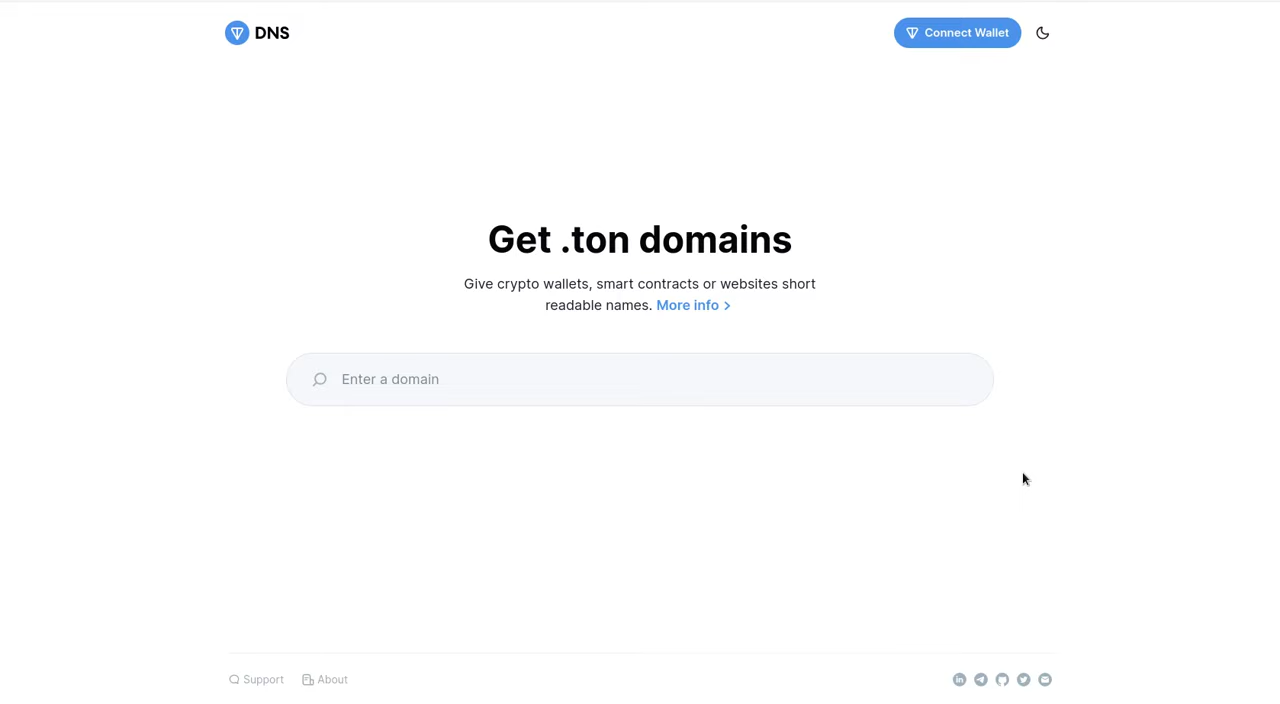 DNS
Connect Wallet
Get .ton domains
Give crypto wallets, smart contracts or websites short
readable names. More info
Enter a domain
Support
About
in